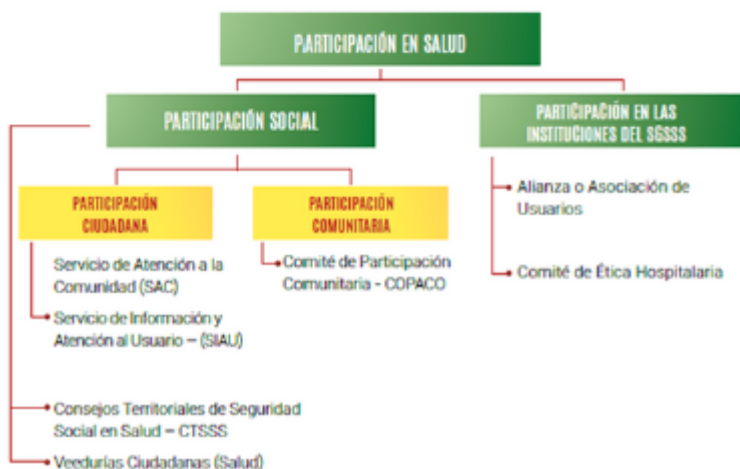 PARTICIPACIÓN EN SALUD
PARTICIPACIÓN SOCIAL
PARTICIPACIÓN EN LAS
INSTITUCIONES DEL SGSSS
PARTICIPACIÓN
CIUDADANA
PARTICIPACIÓN
COMUNITARIA
Alianza o Asociación de
Usuarios
Servicio de Atención a la
Comunidad (SAC)
Comité de Participación
Comunitaria - COPACO
Comité de Ética Hospitalaria
Servicio de Información y
Atención al Usuario – (SIAU)
Consejos Territoriales de Seguridad
Social en Salud – CTSSS
Veedurías Ciudadanas (Salud)